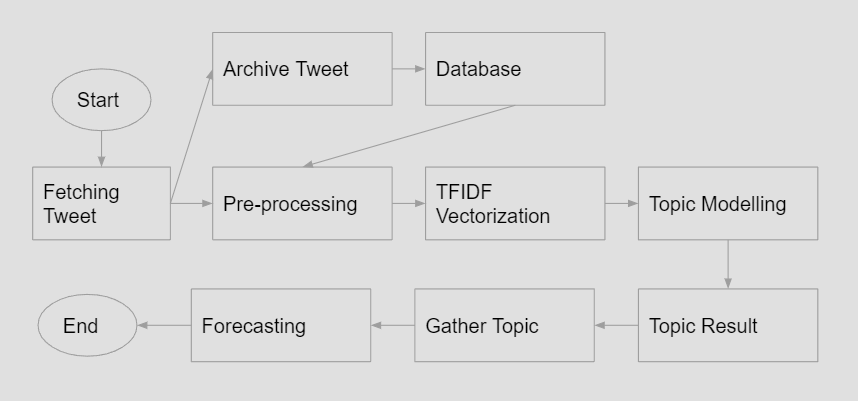 Archive Tweet
Database
Start
Fetching
Tweet
Pre-processing
TFIDF
Vectorization
Topic Modelling
End
Forecasting
Gather Topic
Topic Result